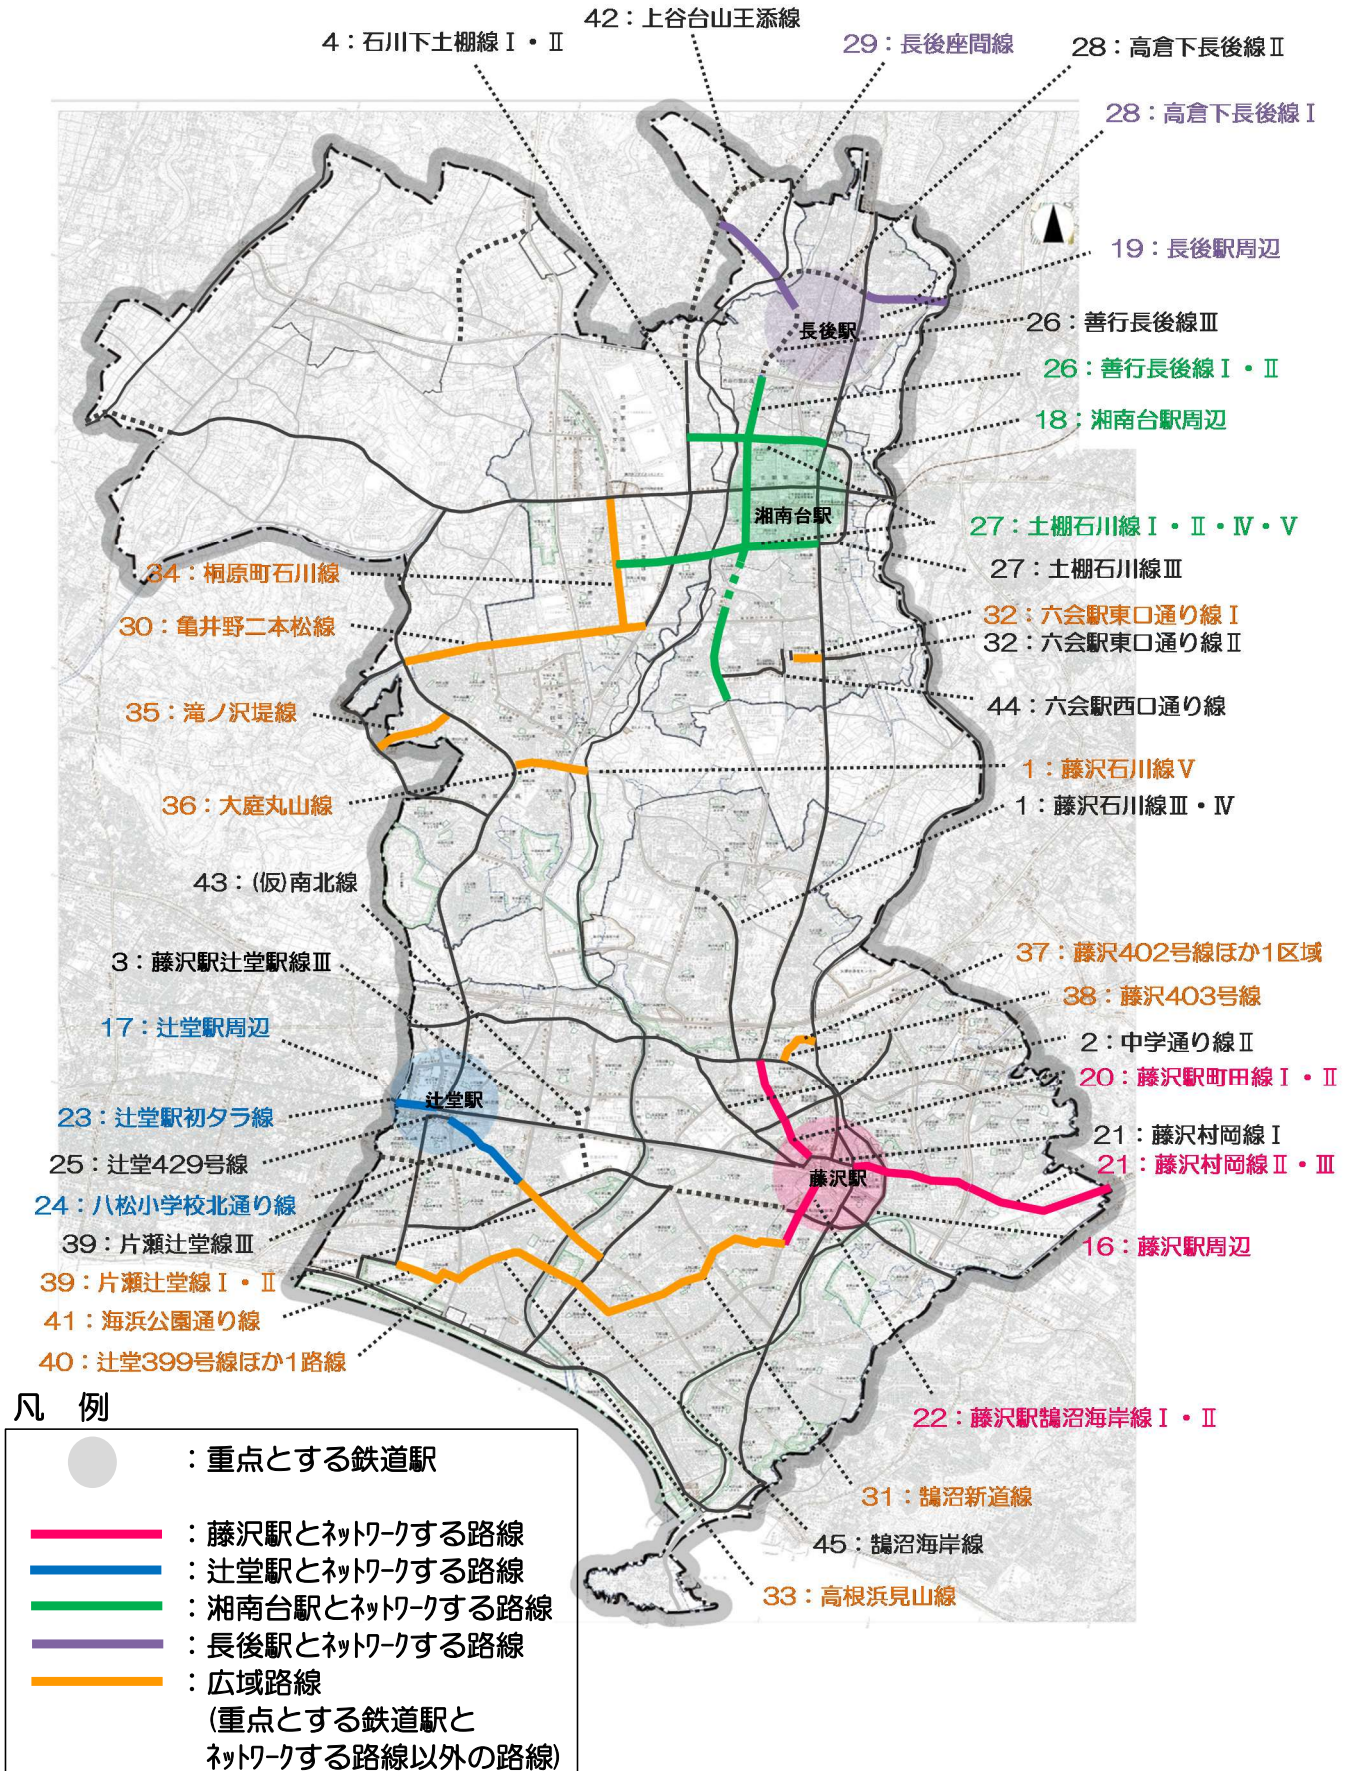 42：上谷台山王添線
4：石川下土棚線Ⅰ・Ⅱ
29：長後座間線
28：高倉下長後線Ⅱ
28：高倉下長後線Ⅰ
19：長後駅周辺
26：善行長後線Ⅲ
長後駅
26：善行長後線Ⅰ・Ⅱ
18：湘南台駅周辺
湘南台駅
27：土棚石川線Ⅰ・Ⅱ・Ⅳ・Ⅴ
27：土棚石川線Ⅲ
34：桐原町石川線
32：六会駅東口通り線Ⅰ
30：亀井野二本松線
32：六会駅東口通り線Ⅱ
44：六会駅西口通り線
35：滝ノ沢堤線
1：藤沢石川線Ⅴ
36：大庭丸山線
1：藤沢石川線Ⅲ・Ⅳ
43：(仮)南北線
37：藤沢402号線ほか1区域
3：藤沢駅辻堂駅線Ⅲ
38：藤沢403号線
17：辻堂駅周辺
2：中学通り線Ⅱ
20：藤沢駅町田線Ⅰ・Ⅱ
辻堂駅
23：辻堂駅初タラ線
21：藤沢村岡線Ⅰ
25：辻堂429号線
21：藤沢村岡線Ⅱ・Ⅲ
藤沢駅
24：八松小学校北通り線
39：片瀬辻堂線Ⅲ
16：藤沢駅周辺
39：片瀬辻堂線Ⅰ・Ⅱ
41：海浜公園通り線
40：辻堂399号線ほか1路線
22：藤沢駅鵠沼海岸線Ⅰ・Ⅱ
31：鵠沼新道線
45：鵠沼海岸線
33：高根浜見山線
凡　例
：重点とする鉄道駅
：藤沢駅とﾈｯﾄﾜｰｸする路線
：辻堂駅とﾈｯﾄﾜｰｸする路線
：湘南台駅とﾈｯﾄﾜｰｸする路線
：長後駅とﾈｯﾄﾜｰｸする路線
：広域路線
(重点とする鉄道駅と
ﾈｯﾄﾜｰｸする路線以外の路線)